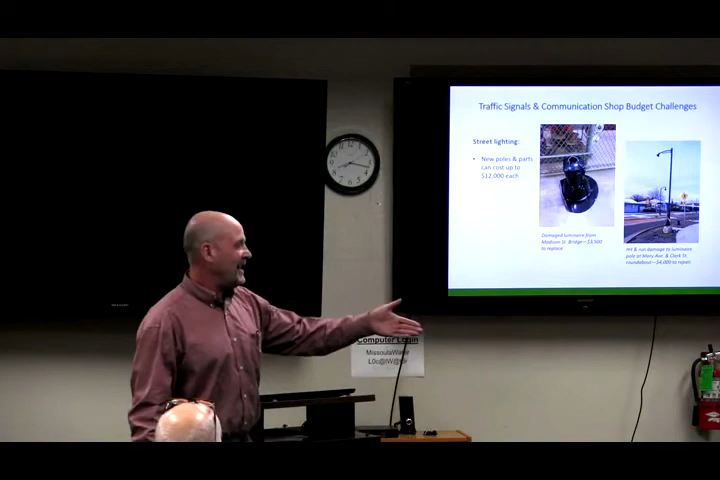 Traffic Signals & Communication Shop Budget Challenges
Street lighting:
• New poles & parts
can cost up to
$12,000 each
Damaged luminaire from
Madison St. Bridge—$3,500
to replace
Hit & run damage to luminaire
pole at Mary Ave. & Clark St.
roundabout—$4,000 to repair.
Computer Login
MissoulaWater